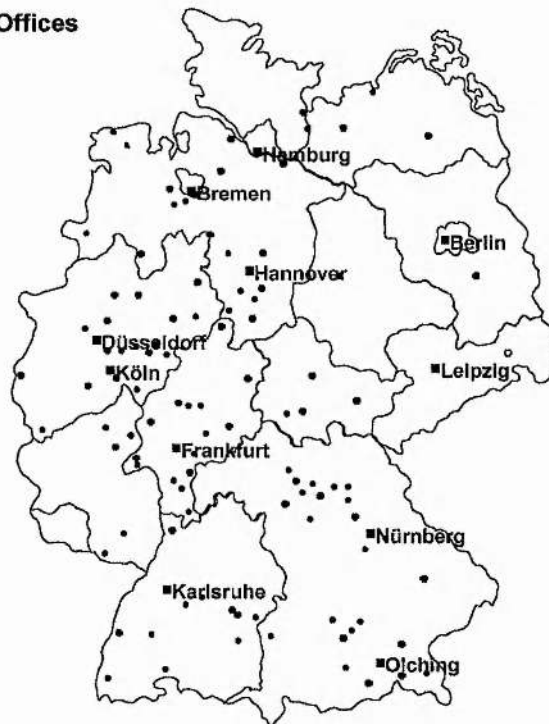 Offices
Hamburg
Bremen
Berlin
Hannover
Düsseldorf
Köln
Leipzig
Frankfurt
Nürnberg
Karlsruhe
Olching